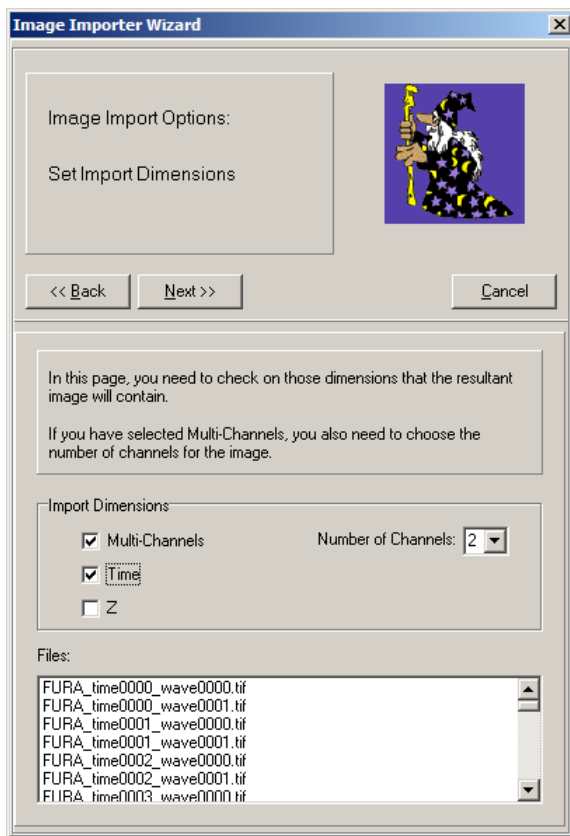 Image Importer Wizard
Image Import Options:
Set Import Dimensions
<< Back
Next >>
Cancel
In this page, you need to check on those dimensions that the resultant
image will contain.
If you have selected Multi-Channels, you also need to choose the
number of channels for the image.
Import Dimensions
Multi-Channels
Number of Channels: 2
Time
Z
Files:
FURA_time0000_wave0000.tif
FURA_time0000_wave0001.tif
FURA_time0001_wave0000.tif
FURA_time0001_wave0001.tif
FURA_time0002_wave0000.tif
FURA_time0002_wave0001.tif
FURA_time0003_wave0000.tif